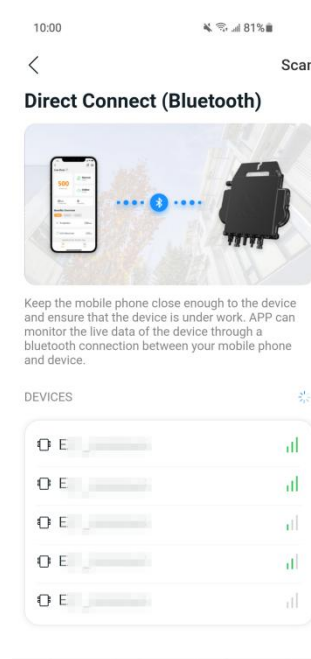 10:00
81%
Scan
Direct Connect (Bluetooth)
500
Keep the mobile phone close enough to the device
and ensure that the device is under work. APP can
monitor the live data of the device through a
bluetooth connection between your mobile phone
and device.
DEVICES
E
E
E
E
E